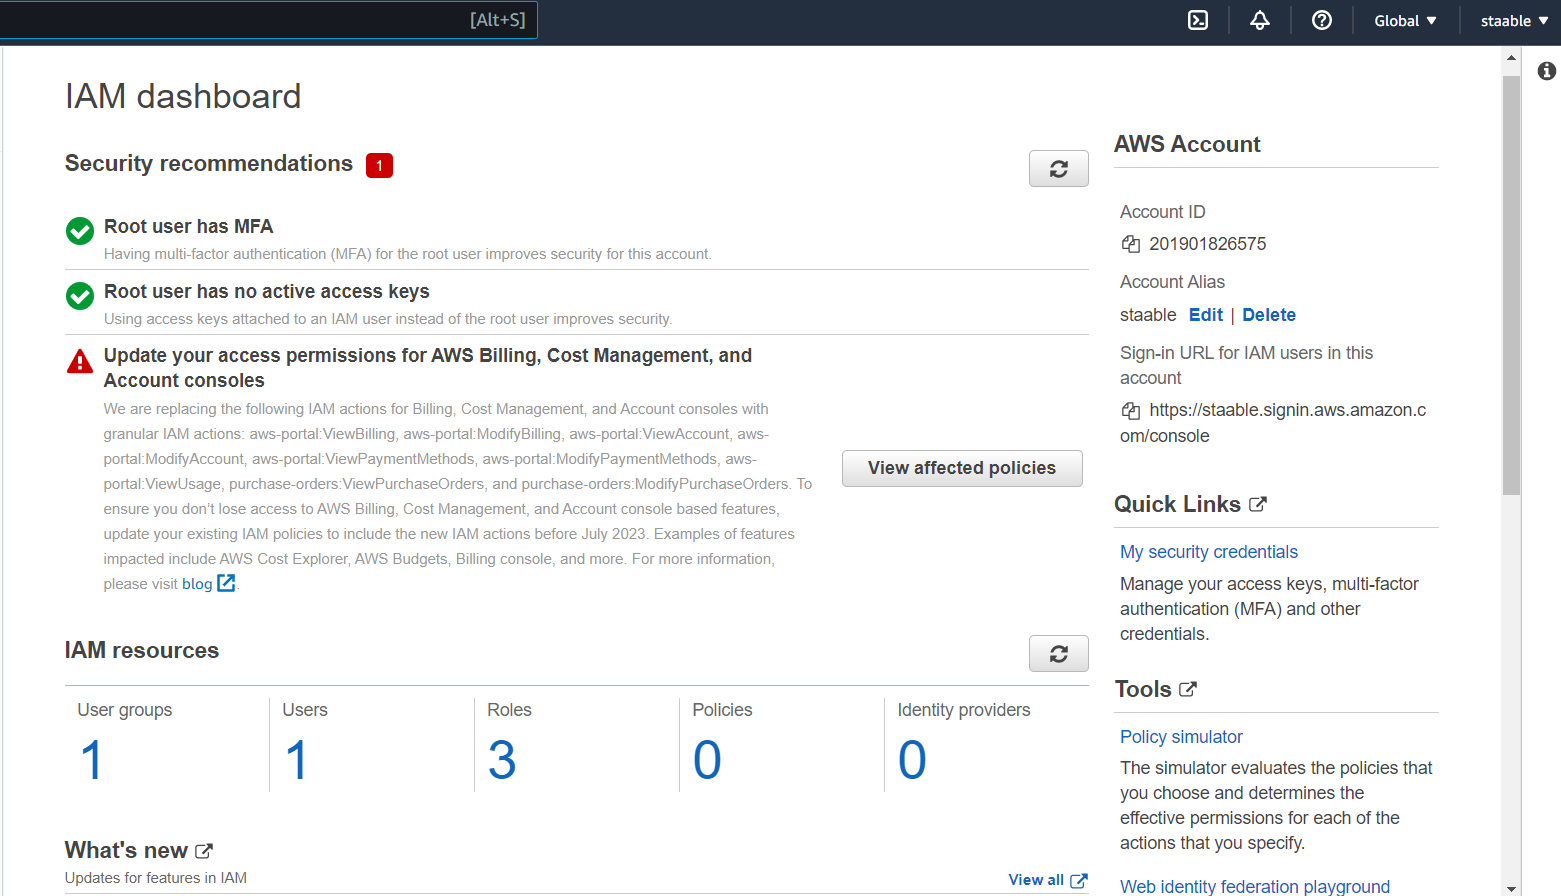 [Alt+S]
Global ▼
staable ▼
IAM dashboard
Security recommendations 1
Root user has MFA
Having multi-factor authentication (MFA) for the root user improves security for this account.
Root user has no active access keys
Using access keys attached to an IAM user instead of the root user improves security.
Update your access permissions for AWS Billing, Cost Management, and
Account consoles
We are replacing the following IAM actions for Billing, Cost Management, and Account consoles with
granular IAM actions: aws-portal:ViewBilling, aws-portal:ModifyBilling, aws-portal:ViewAccount, aws-
portal:ModifyAccount, aws-portal:ViewPaymentMethods, aws-portal:ModifyPaymentMethods, aws-
portal:ViewUsage, purchase-orders:ViewPurchaseOrders, and purchase-orders:ModifyPurchaseOrders. To
ensure you don’t lose access to AWS Billing, Cost Management, and Account console based features,
update your existing IAM policies to include the new IAM actions before July 2023. Examples of features
impacted include AWS Cost Explorer, AWS Budgets, Billing console, and more. For more information,
please visit blog.
View affected policies
IAM resources
User groups
1
Users
1
Roles
3
Policies
0
Identity providers
0
What's new
Updates for features in IAM
View all
AWS Account
Account ID
201901826575
Account Alias
staable Edit | Delete
Sign-in URL for IAM users in this
account
https://staable.signin.aws.amazon.c
om/console
Quick Links
My security credentials
Manage your access keys, multi-factor
authentication (MFA) and other
credentials.
Tools
Policy simulator
The simulator evaluates the policies that
you choose and determines the
effective permissions for each of the
actions that you specify.
Web identity federation playground